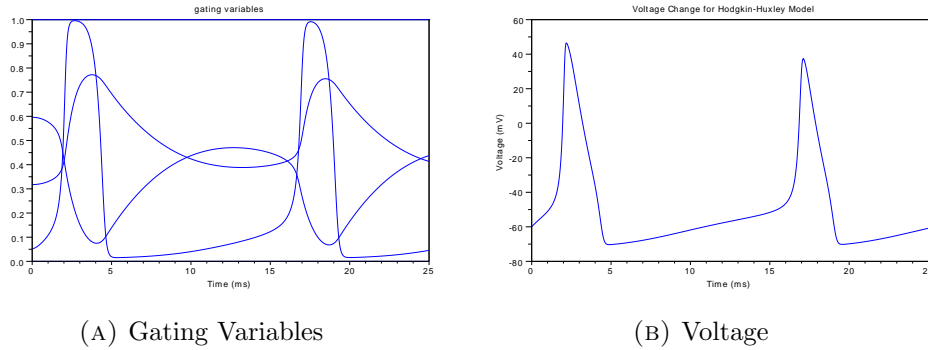 gating variables
1.0
0.9
0.8
0.7
0.6
0.5
0.4
0.3
0.2
0.1
0.0
0 5 10 15 20 25
Time (ms)
(A) Gating Variables
Voltage Change for Hodgkin-Huxley Model
60
40
20
0
-20
-40
-60
-80
Voltage (mV)
0 5 10 15 20 25
Time (ms)
(B) Voltage